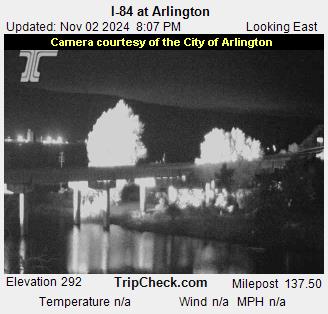 I-84 at Arlington
Updated: Nov 02 2024 8:07 PM Looking East
Camera courtesy of the City of Arlington
Elevation 292 TripCheck.com Milepost 137.50
Temperature n/a Wind n/a MPH n/a